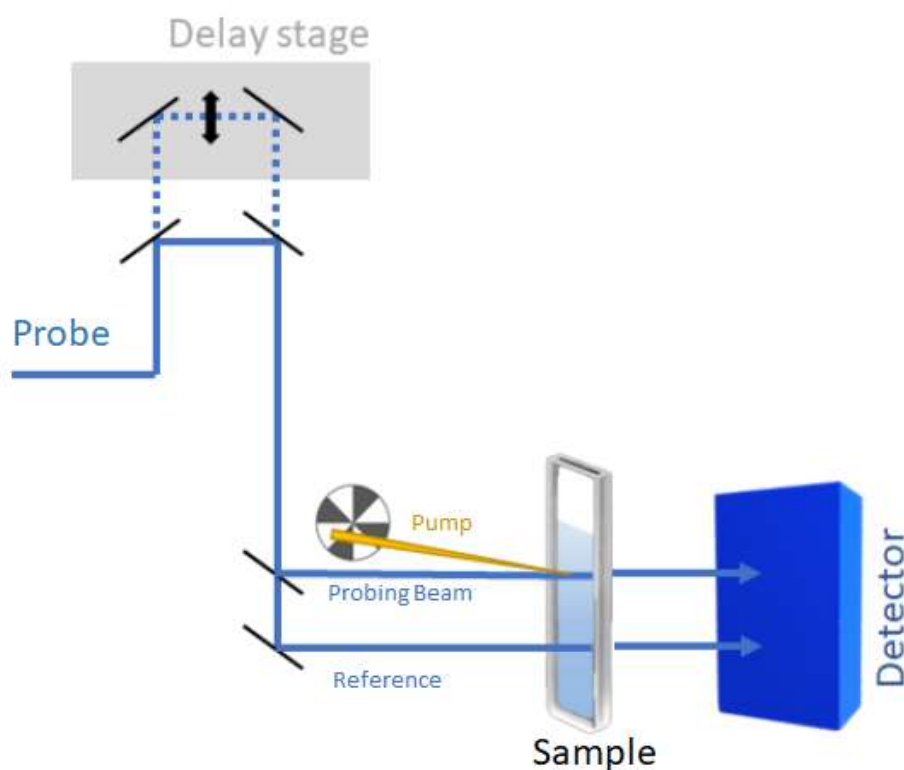 Delay stage
Probe
Pump
Probing Beam
Reference
Detector
Sample